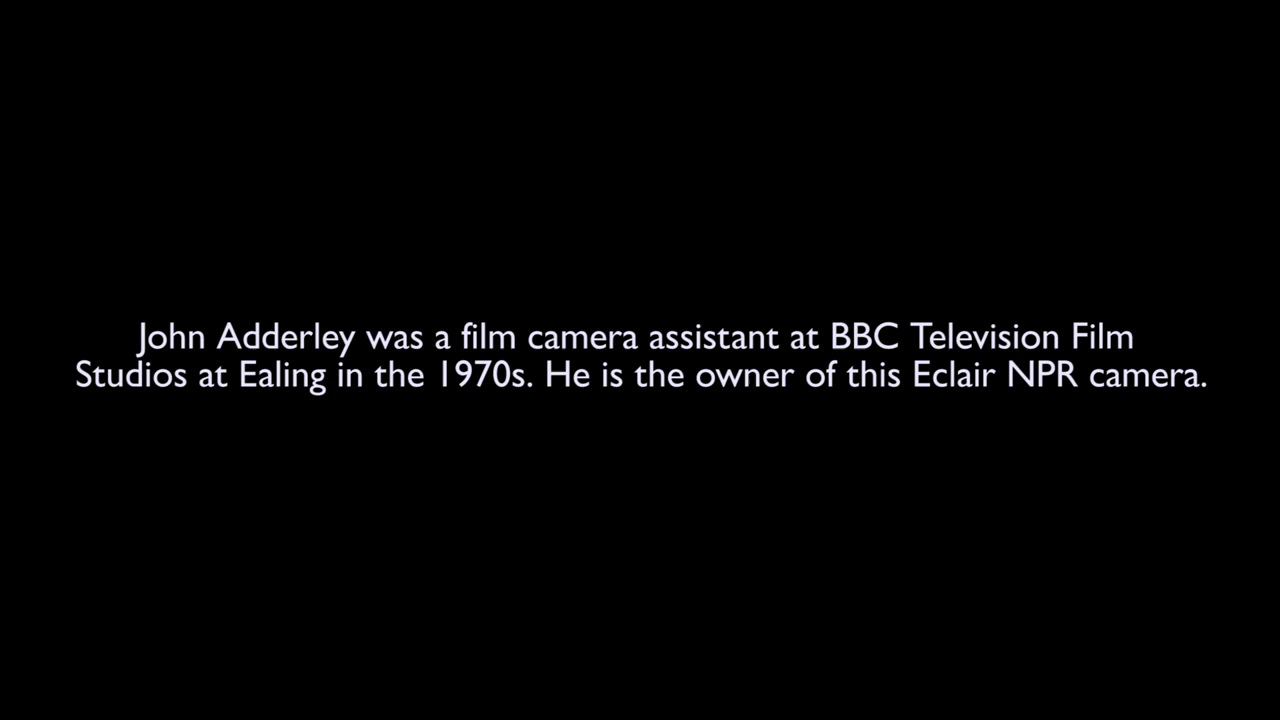 John Adderley was a film camera assistant at BBC Television Film
Studios at Ealing in the 1970s. He is the owner of this Eclair NPR camera.